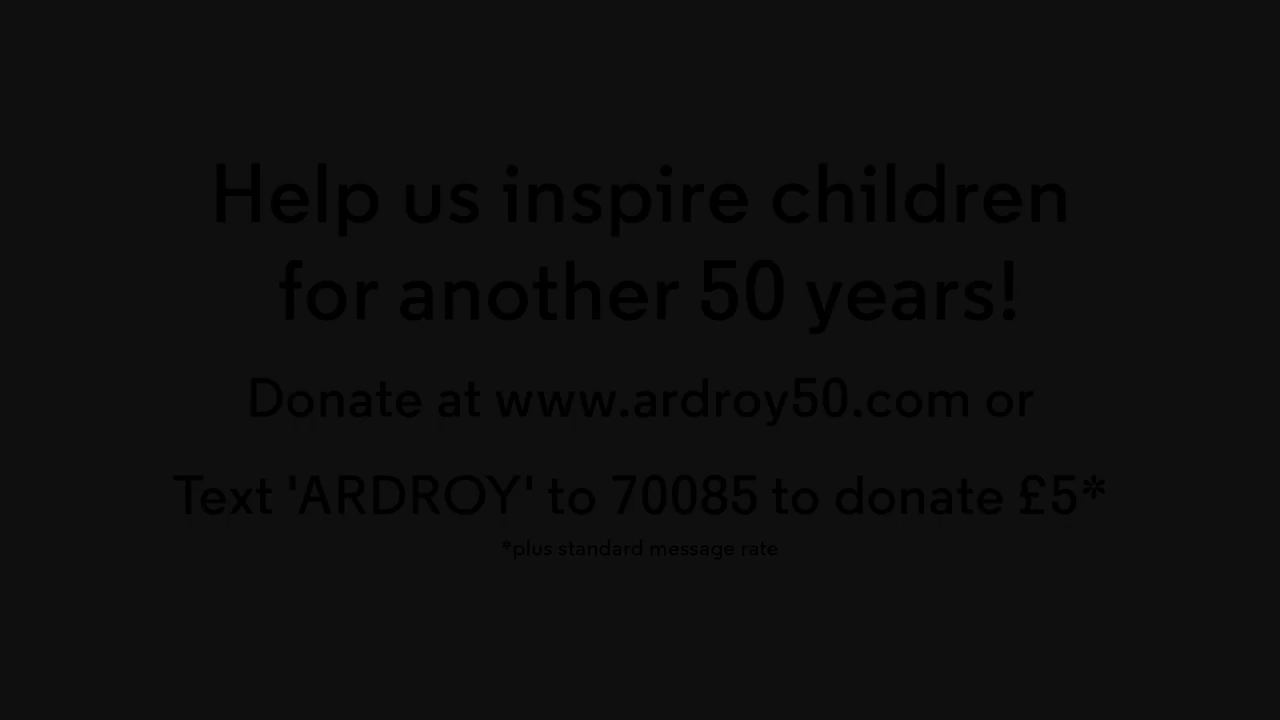 Help us inspire children
for another 50 years!
Donate at www.ardroy50.com or
Text 'ARDROY' to 70085 to donate £5*
*plus standard message rate